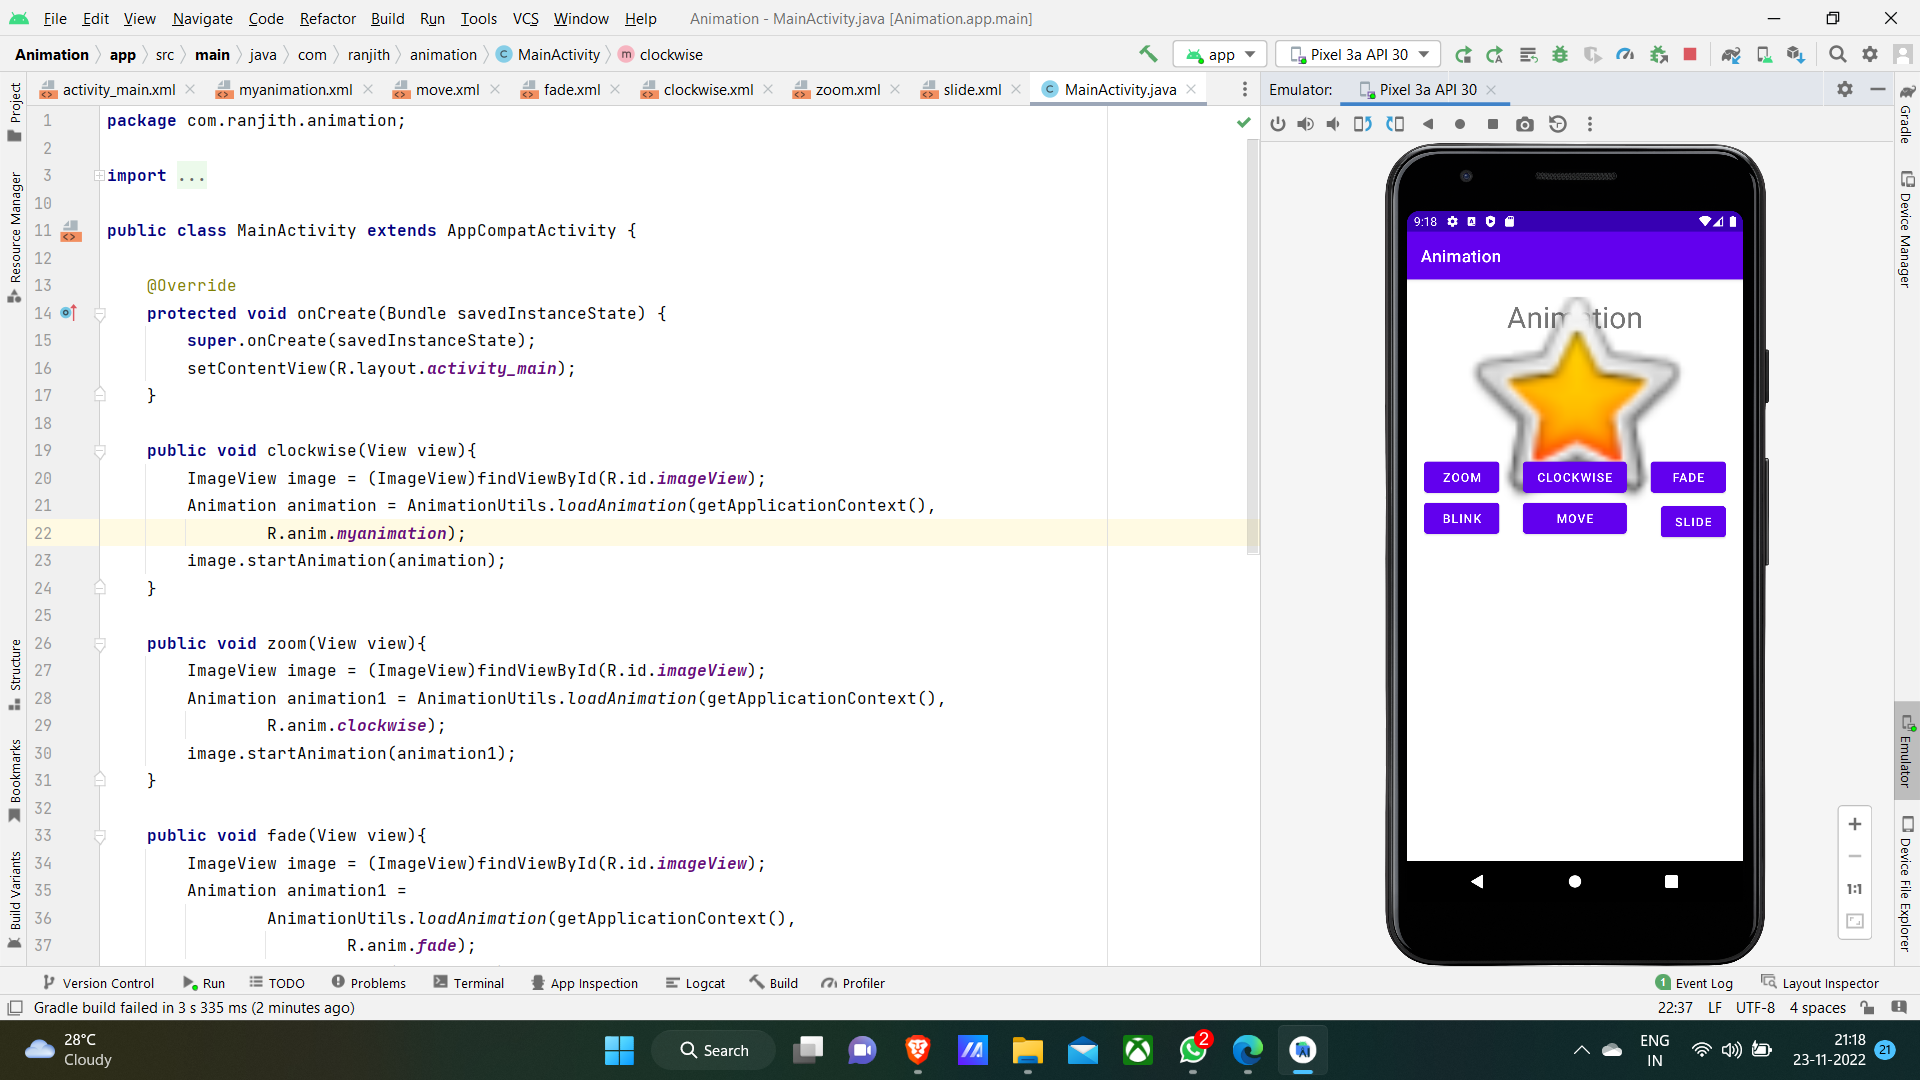 File Edit View Navigate Code Refactor Build Run Tools VCS Window Help Animation - MainActivity.java [Animation.app.main]
Animation app src main java com ranjith animation C MainActivity m clockwise app Pixel 3a API 30
activity_main.xml myanimation.xml move.xml fade.xml clockwise.xml zoom.xml slide.xml C MainActivity.java Emulator: Pixel 3a API 30
Project
Resource Manager
Structure
Bookmarks
Build Variants
1 package com.ranjith.animation;
2
3 import ...
10
11 public class MainActivity extends AppCompatActivity {
12
13 @Override
14 protected void onCreate(Bundle savedInstanceState) {
15 super.onCreate(savedInstanceState);
16 setContentView(R.layout.activity_main);
17 }
18
19 public void clockwise(View view){
20 ImageView image = (ImageView)findViewById(R.id.imageView);
21 Animation animation = AnimationUtils.loadAnimation(getApplicationContext(),
22 R.anim.myanimation);
23 image.startAnimation(animation);
24 }
25
26 public void zoom(View view){
27 ImageView image = (ImageView)findViewById(R.id.imageView);
28 Animation animation1 = AnimationUtils.loadAnimation(getApplicationContext(),
29 R.anim.clockwise);
30 image.startAnimation(animation1);
31 }
32
33 public void fade(View view){
34 ImageView image = (ImageView)findViewById(R.id.imageView);
35 Animation animation1 =
36 AnimationUtils.loadAnimation(getApplicationContext(),
37 R.anim.fade);
9:18
Animation
Animation
ZOOM CLOCKWISE FADE
BLINK MOVE SLIDE
1:1
Gradle
Device Manager
Emulator
Device File Explorer
Version Control Run TODO Problems Terminal App Inspection Logcat Build Profiler 1 Event Log Layout Inspector
Gradle build failed in 3 s 335 ms (2 minutes ago) 22:37 LF UTF-8 4 spaces
28°C
Cloudy
Search
2
ENG
IN
21:18
23-11-2022
21